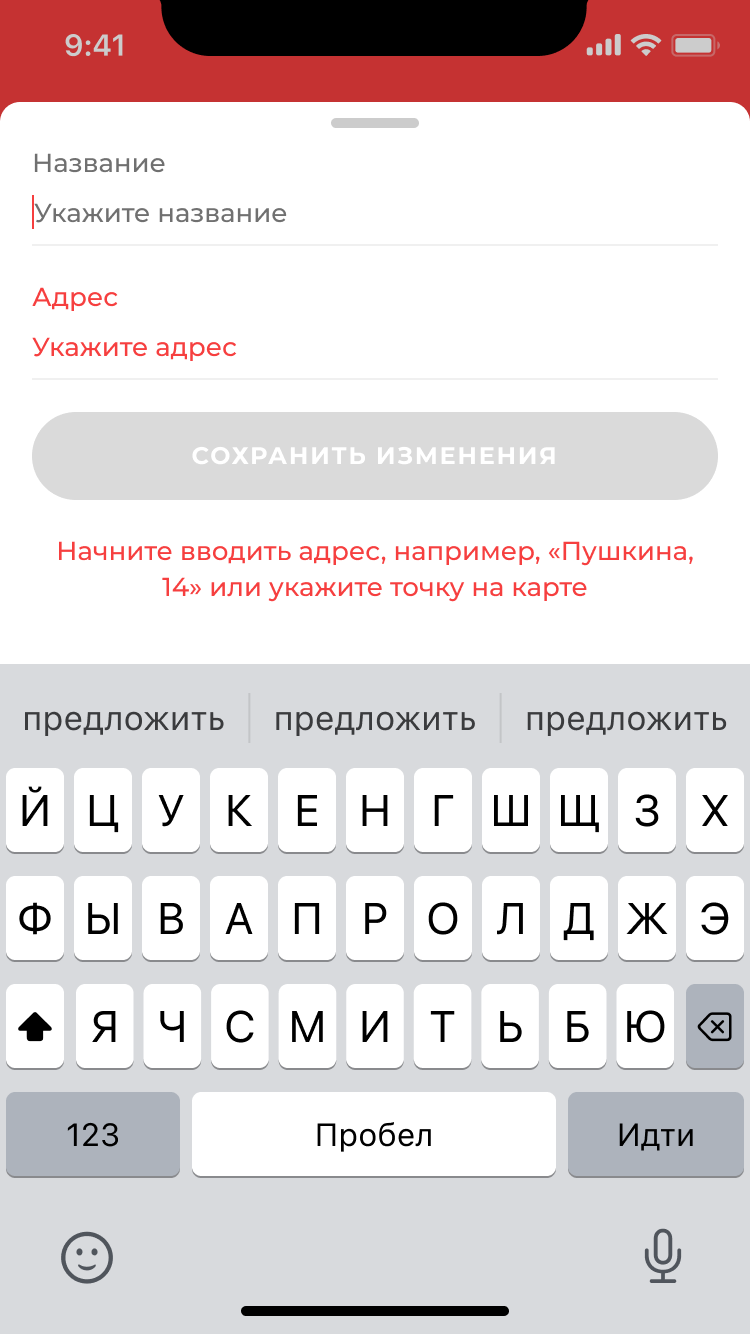 9:41
Название
Укажите название
Адрес
Укажите адрес
СОХРАНИТЬ ИЗМЕНЕНИЯ
Начните вводить адрес, например, «Пушкина,
14» или укажите точку на карте
предложить предложить предложить
Й Ц У К Е Н Г Ш Щ З Х
Ф Ы В А П Р О Л Д Ж Э
Я Ч С М И Т Ь Б Ю
123 Пробел Идти